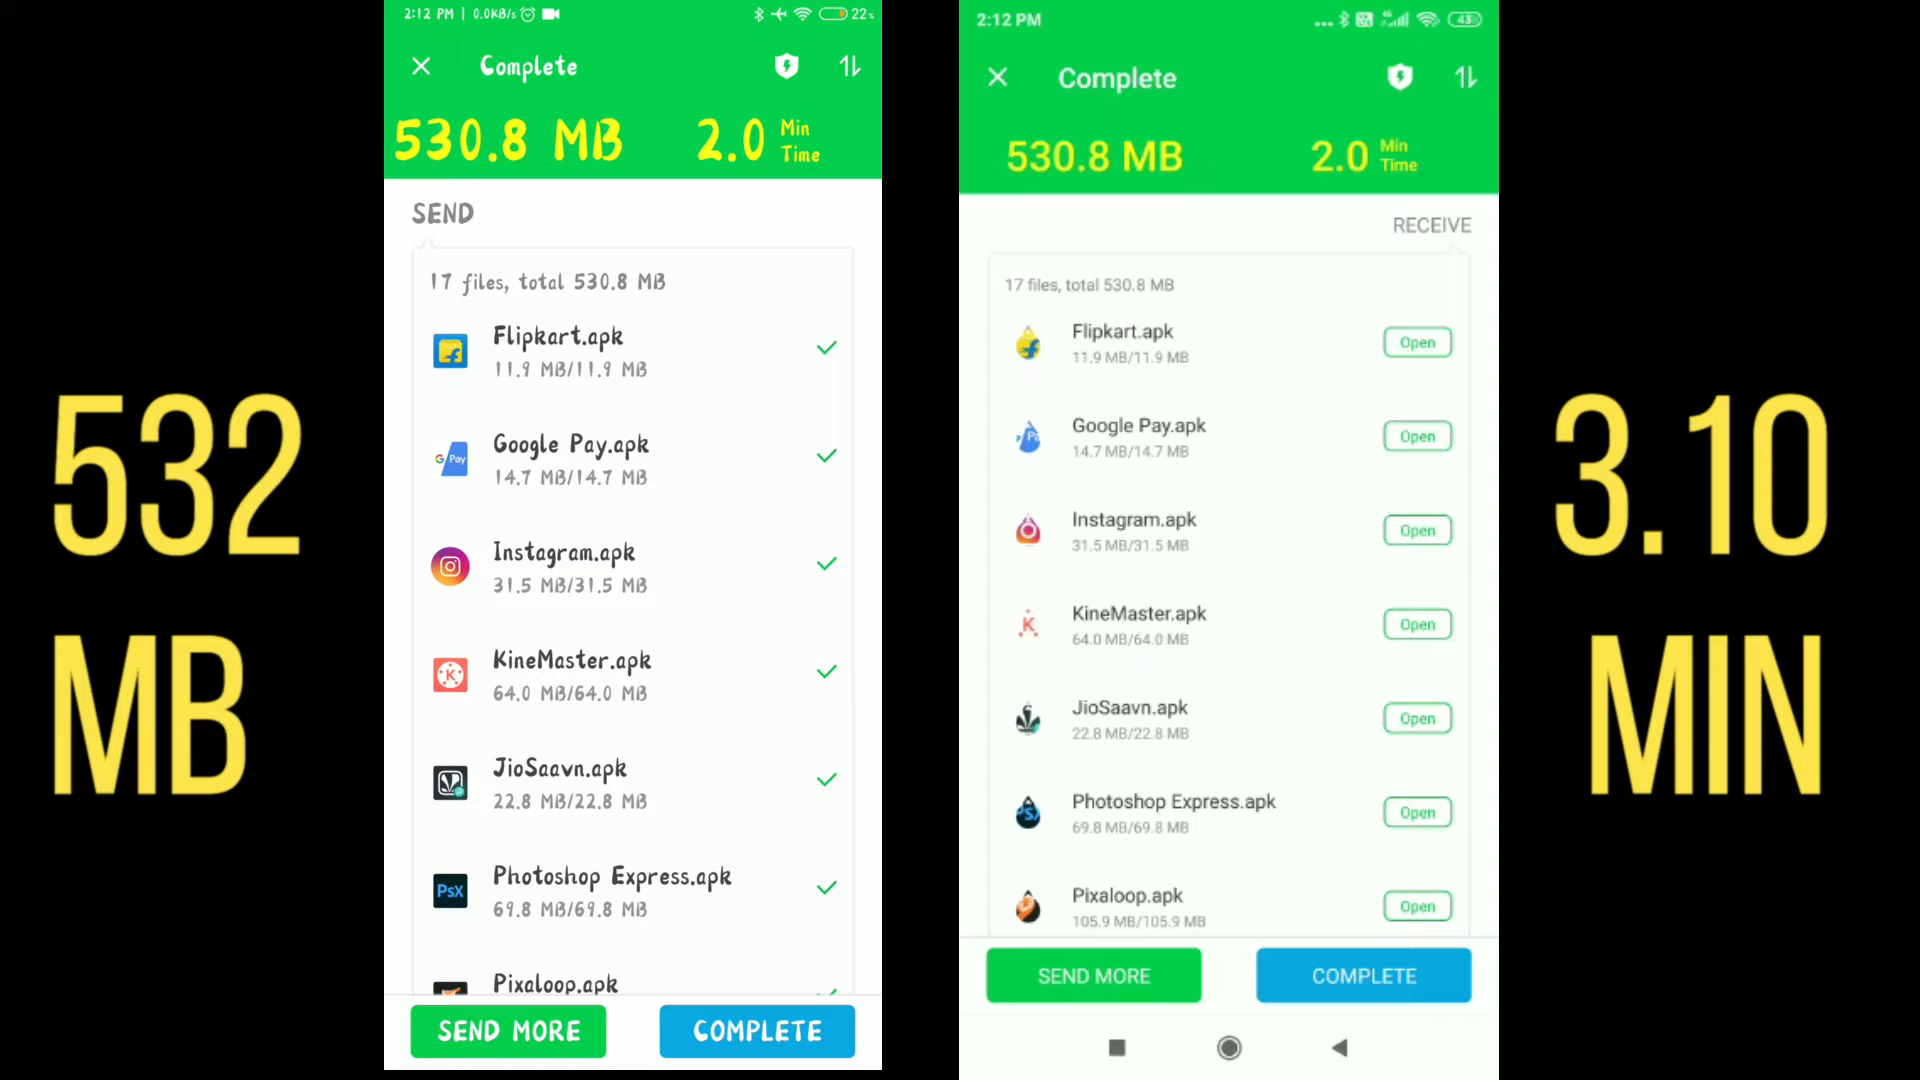 532
MB
2:12 PM | 0.0KB/s
22%
Complete
530.8 MB
2.0 Min
Time
SEND
17 files, total 530.8 MB
Flipkart.apk
11.9 MB/11.9 MB
G Pay
Google Pay.apk
14.7 MB/14.7 MB
Instagram.apk
31.5 MB/31.5 MB
K
KineMaster.apk
64.0 MB/64.0 MB
JioSaavn.apk
22.8 MB/22.8 MB
PsX
Photoshop Express.apk
69.8 MB/69.8 MB
Pixaloop.apk
SEND MORE
COMPLETE
2:12 PM
4G
43
Complete
530.8 MB
2.0 Min
Time
RECEIVE
17 files, total 530.8 MB
Flipkart.apk
11.9 MB/11.9 MB
Open
Google Pay.apk
14.7 MB/14.7 MB
Open
Instagram.apk
31.5 MB/31.5 MB
Open
K
KineMaster.apk
64.0 MB/64.0 MB
Open
JioSaavn.apk
22.8 MB/22.8 MB
Open
Photoshop Express.apk
69.8 MB/69.8 MB
Open
Pixaloop.apk
105.9 MB/105.9 MB
Open
SEND MORE
COMPLETE
3.10
MIN